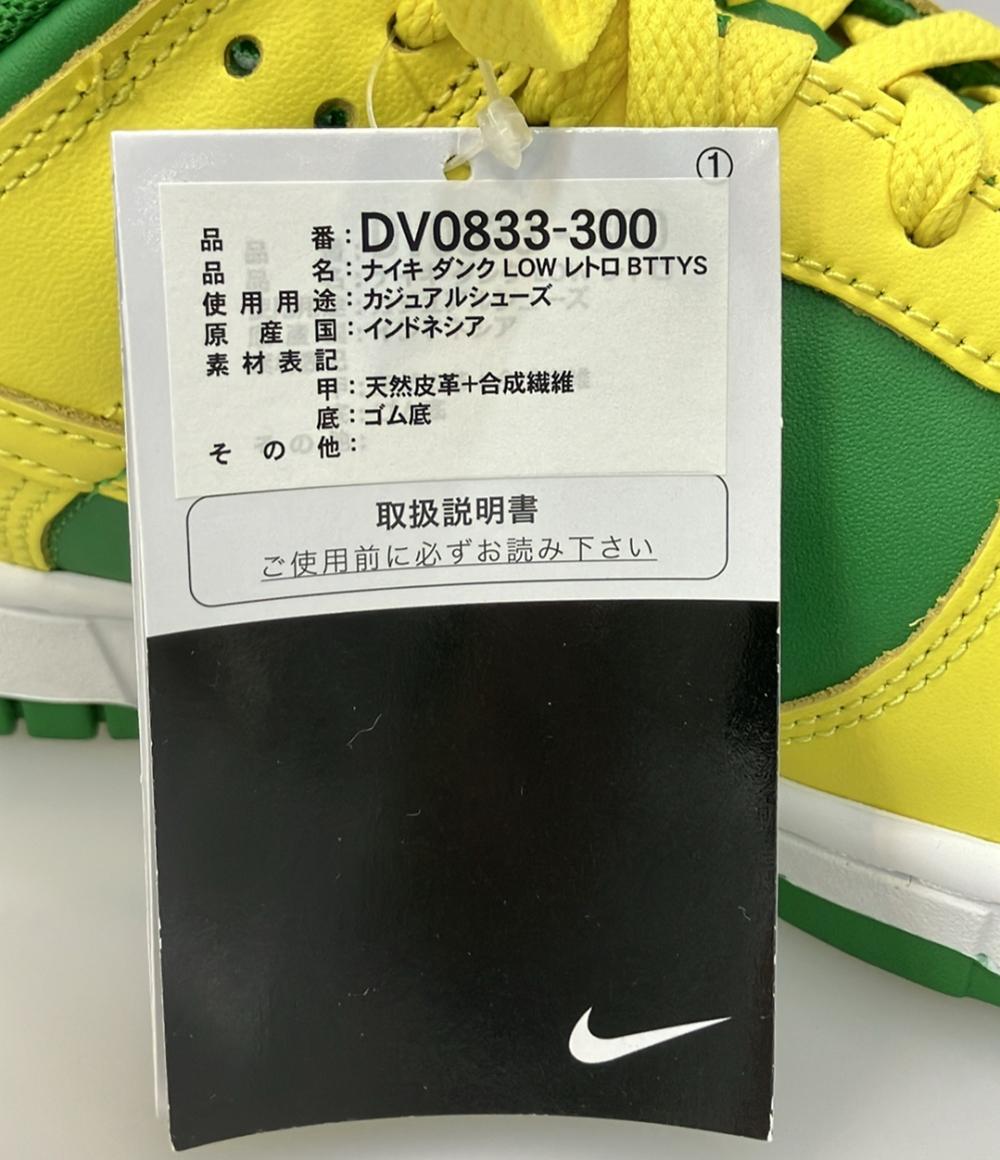 ①
品番：DV0833-300
品名：ナイキ ダンク LOW レトロ BTTYS
使用用途：カジュアルシューズ
原産国：インドネシア
素材表記
甲：天然皮革＋合成繊維
底：ゴム底
その他：
取扱説明書
ご使用前に必ずお読み下さい